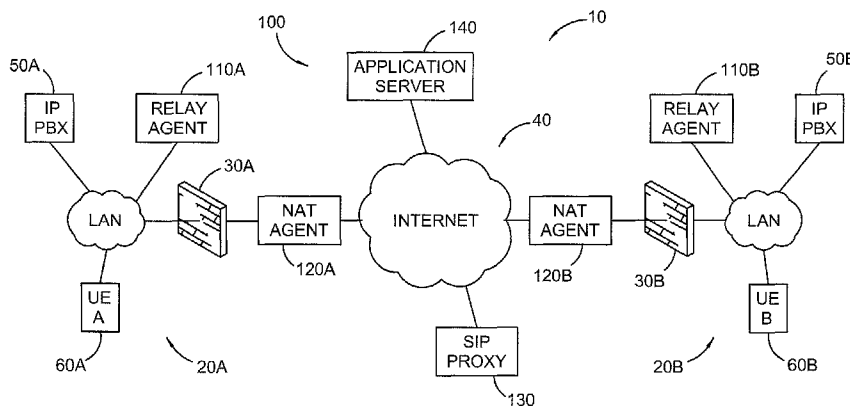 100
140
10
50A
110A
APPLICATION
SERVER
110B
50B
IP
PBX
RELAY
AGENT
40
RELAY
AGENT
IP
PBX
30A
LAN
NAT
AGENT
INTERNET
NAT
AGENT
LAN
120A
120B
30B
UE
A
UE
B
SIP
PROXY
60A
20A
130
20B
60B